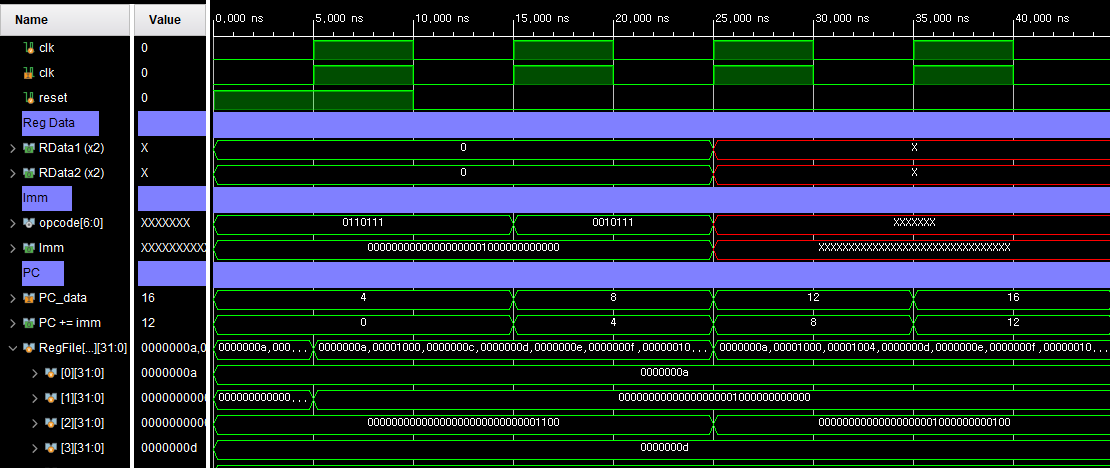 Name Value 0,000 ns 5,000 ns 10,000 ns 15,000 ns 20,000 ns 25,000 ns 30,000 ns 35,000 ns 40,000 ns
clk 0
clk 0
reset 0
Reg Data
RData1 (x2) X 0 X
RData2 (x2) X 0 X
Imm
opcode[6:0] XXXXXXX 0110111 0010111 XXXXXXX
Imm XXXXXXXXXX 00000000000000000001000000000000 XXXXXXXXXXXXXXXXXXXXXXXXXXXXXXXX
PC
PC_data 16 4 8 12 16
PC += imm 12 0 4 8 12
RegFile[...][31:0] 0000000a,0 0000000a,000... 0000000a,00001000,0000000c,0000000d,0000000e,0000000f,00000010... 0000000a,00001000,00001004,0000000d,0000000e,0000000f,00000010...
[0][31:0] 0000000a 0000000a
[1][31:0] 0000000000 000000000000... 00000000000000000001000000000000
[2][31:0] 0000000000 00000000000000000000000000001100 00000000000000000001000000000100
[3][31:0] 0000000d 0000000d